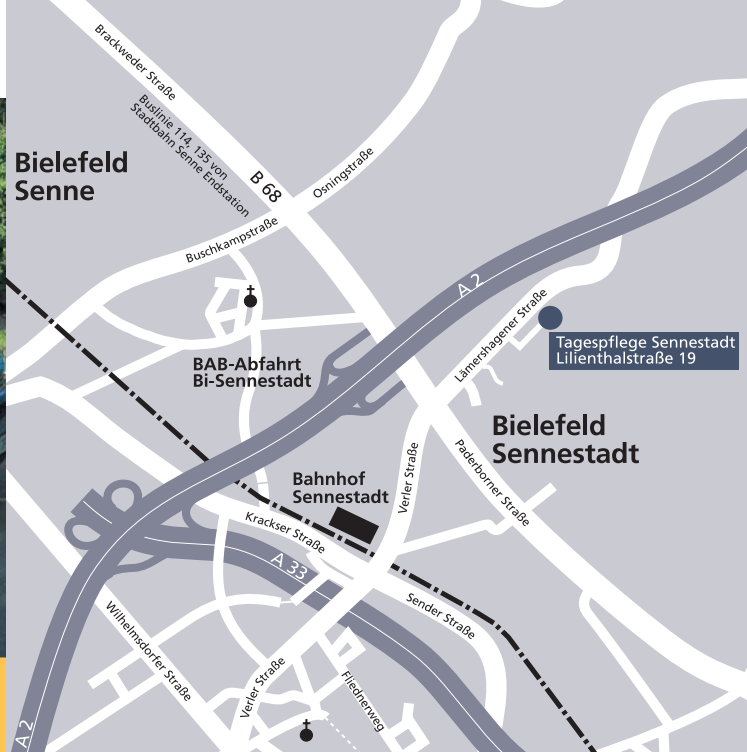 Brackweder Straße
Buslinie 114, 135 von
Stadtbahn Senne Endstation
Bielefeld
Senne
B 68
Osningstraße
Buschkampstraße
A 2
Lämershagener Straße
Tagespflege Sennestadt
Lilienthalstraße 19
BAB-Abfahrt
Bi-Sennestadt
Bielefeld
Sennestadt
Verler Straße
Paderborner Straße
Bahnhof
Sennestadt
Krackser Straße
A 33
Sender Straße
Wilhelmsdorfer Straße
Verler Straße
Fliednerweg
A 2